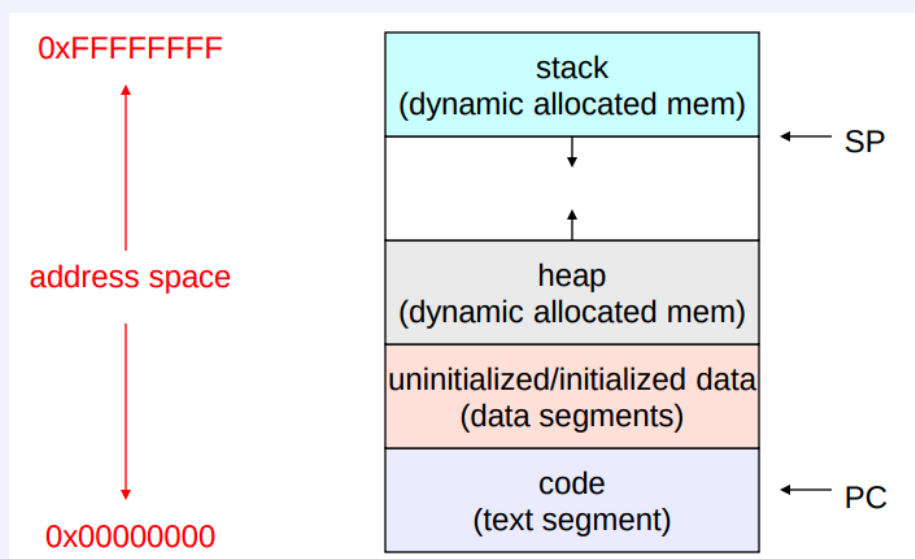 0xFFFFFFFF
stack
(dynamic allocated mem)
SP
address space
heap
(dynamic allocated mem)
uninitialized/initialized data
(data segments)
code
(text segment)
PC
0x00000000